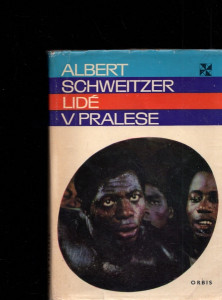 ALBERT
SCHWEITZER
LIDÉ
V PRALESE
ORBIS